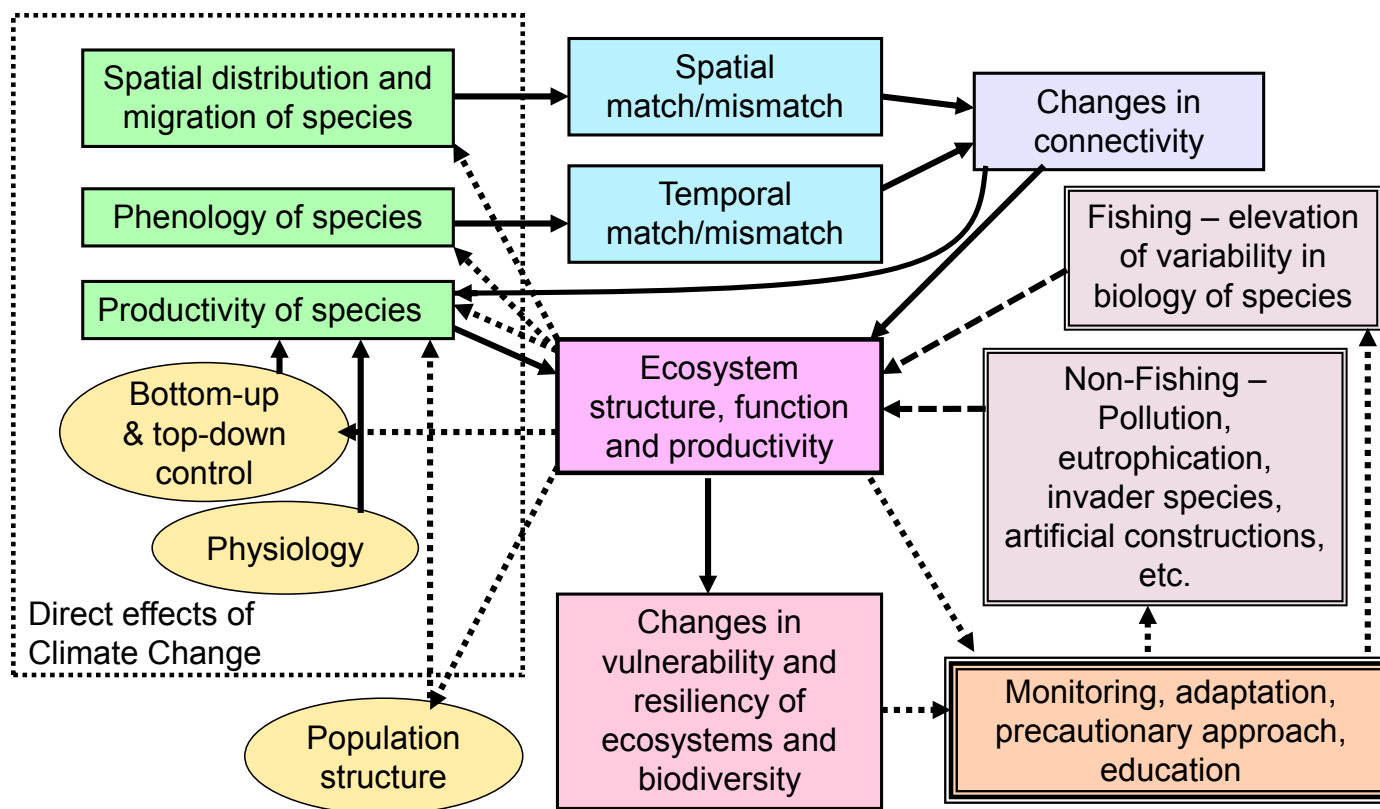 Spatial distribution and
migration of species
Spatial
match/mismatch
Changes in
connectivity
Phenology of species
Temporal
match/mismatch
Fishing – elevation
of variability in
biology of species
Productivity of species
Bottom-up
& top-down
control
Ecosystem
structure, function
and productivity
Non-Fishing –
Pollution,
eutrophication,
invader species,
artificial constructions,
etc.
Physiology
Direct effects of
Climate Change
Changes in
vulnerability and
resiliency of
ecosystems and
biodiversity
Monitoring, adaptation,
precautionary approach,
education
Population
structure